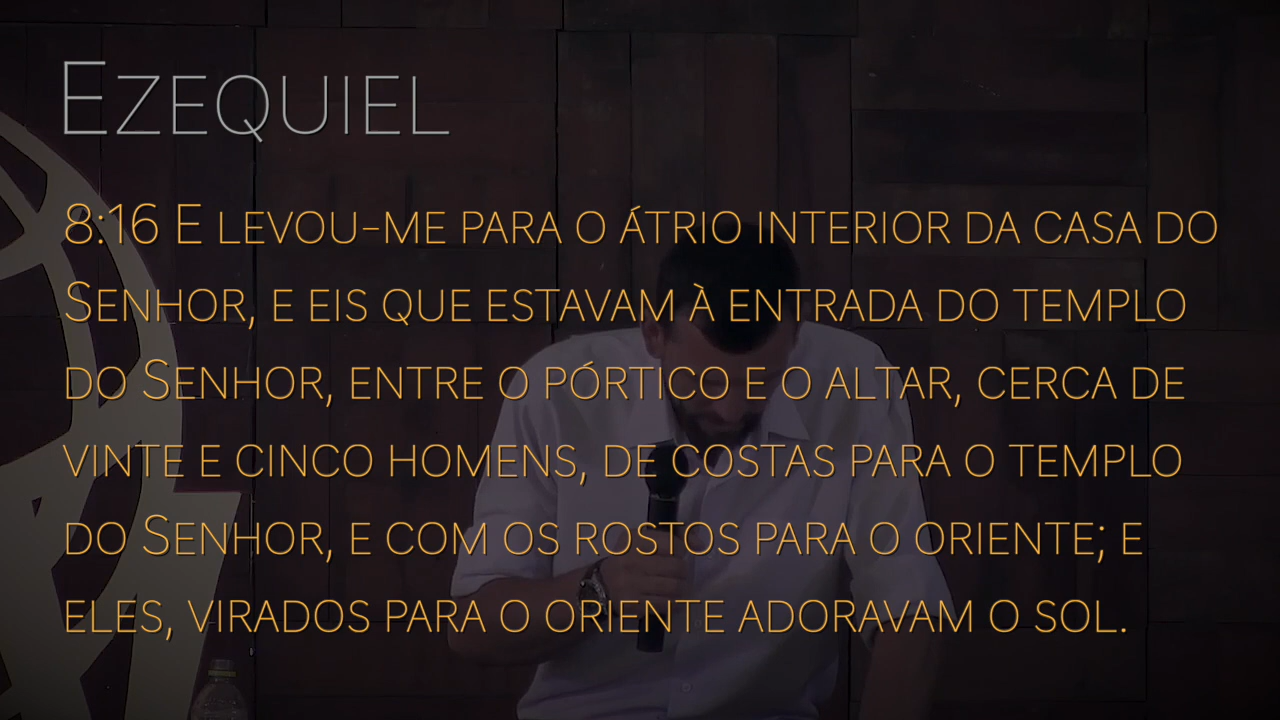 Ezequiel
8:16 E levou-me para o átrio interior da casa do
Senhor, e eis que estavam à entrada do templo
do Senhor, entre o pórtico e o altar, cerca de
vinte e cinco homens, de costas para o templo
do Senhor, e com os rostos para o oriente; e
eles, virados para o oriente adoravam o sol.